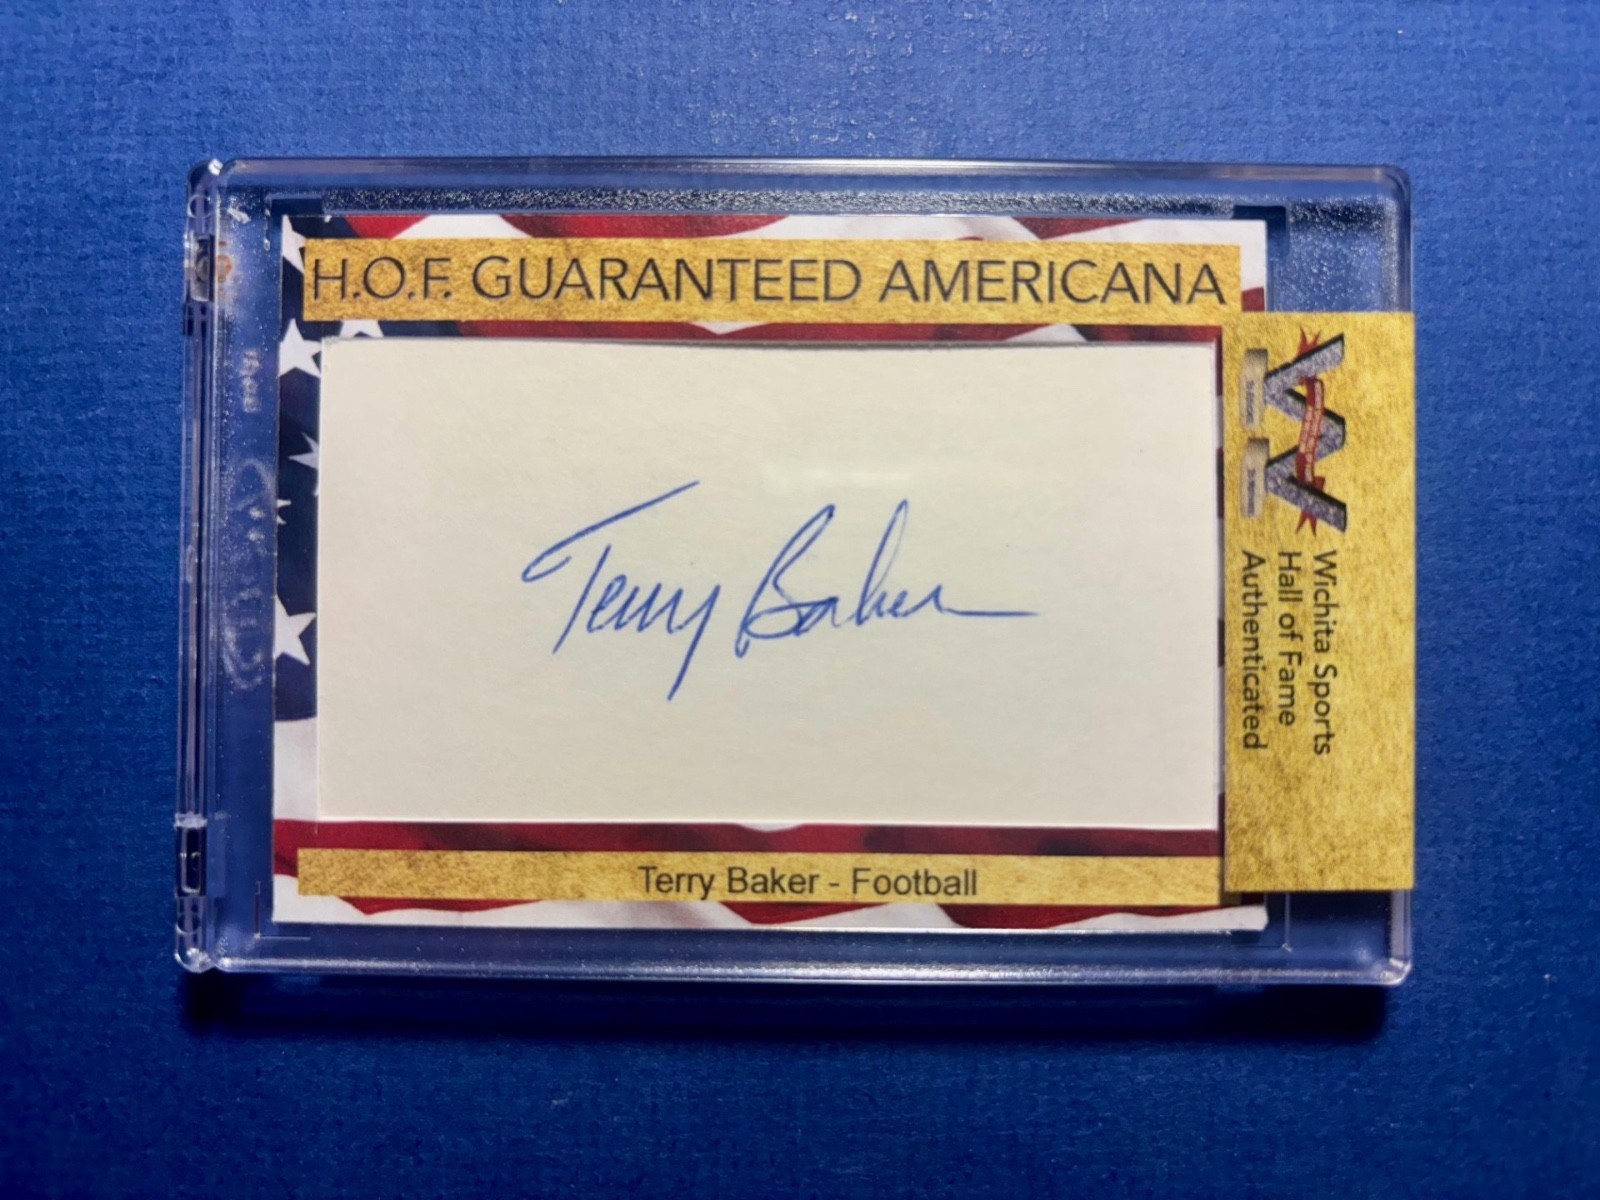 H.O.F. GUARANTEED AMERICANA
Terry Baker
Terry Baker - Football
Wichita Sports
Hall of Fame
Authenticated